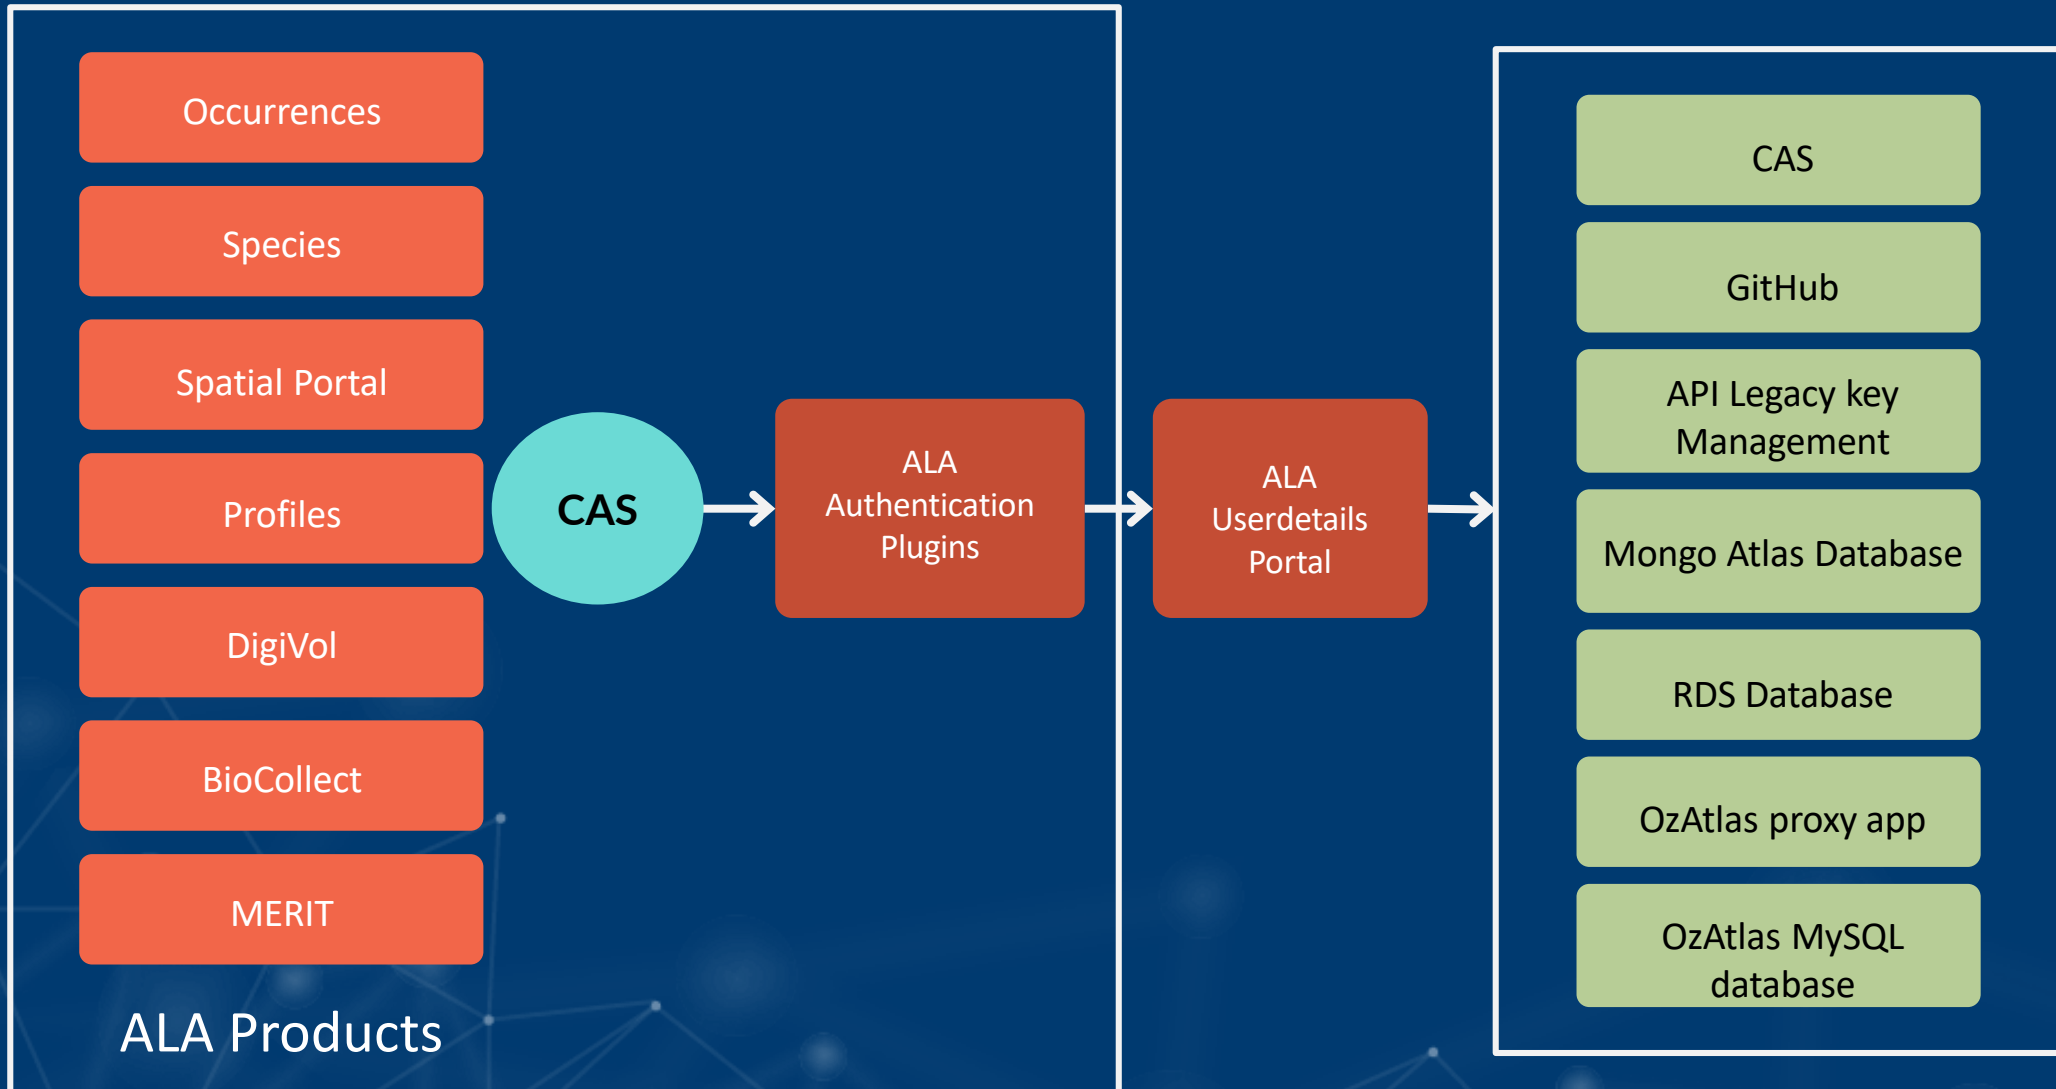 Occurrences
Species
Spatial Portal
Profiles
DigiVol
BioCollect
MERIT
ALA Products
CAS
ALA
Authentication
Plugins
ALA
Userdetails
Portal
CAS
GitHub
API Legacy key
Management
Mongo Atlas Database
RDS Database
OzAtlas proxy app
OzAtlas MySQL
database